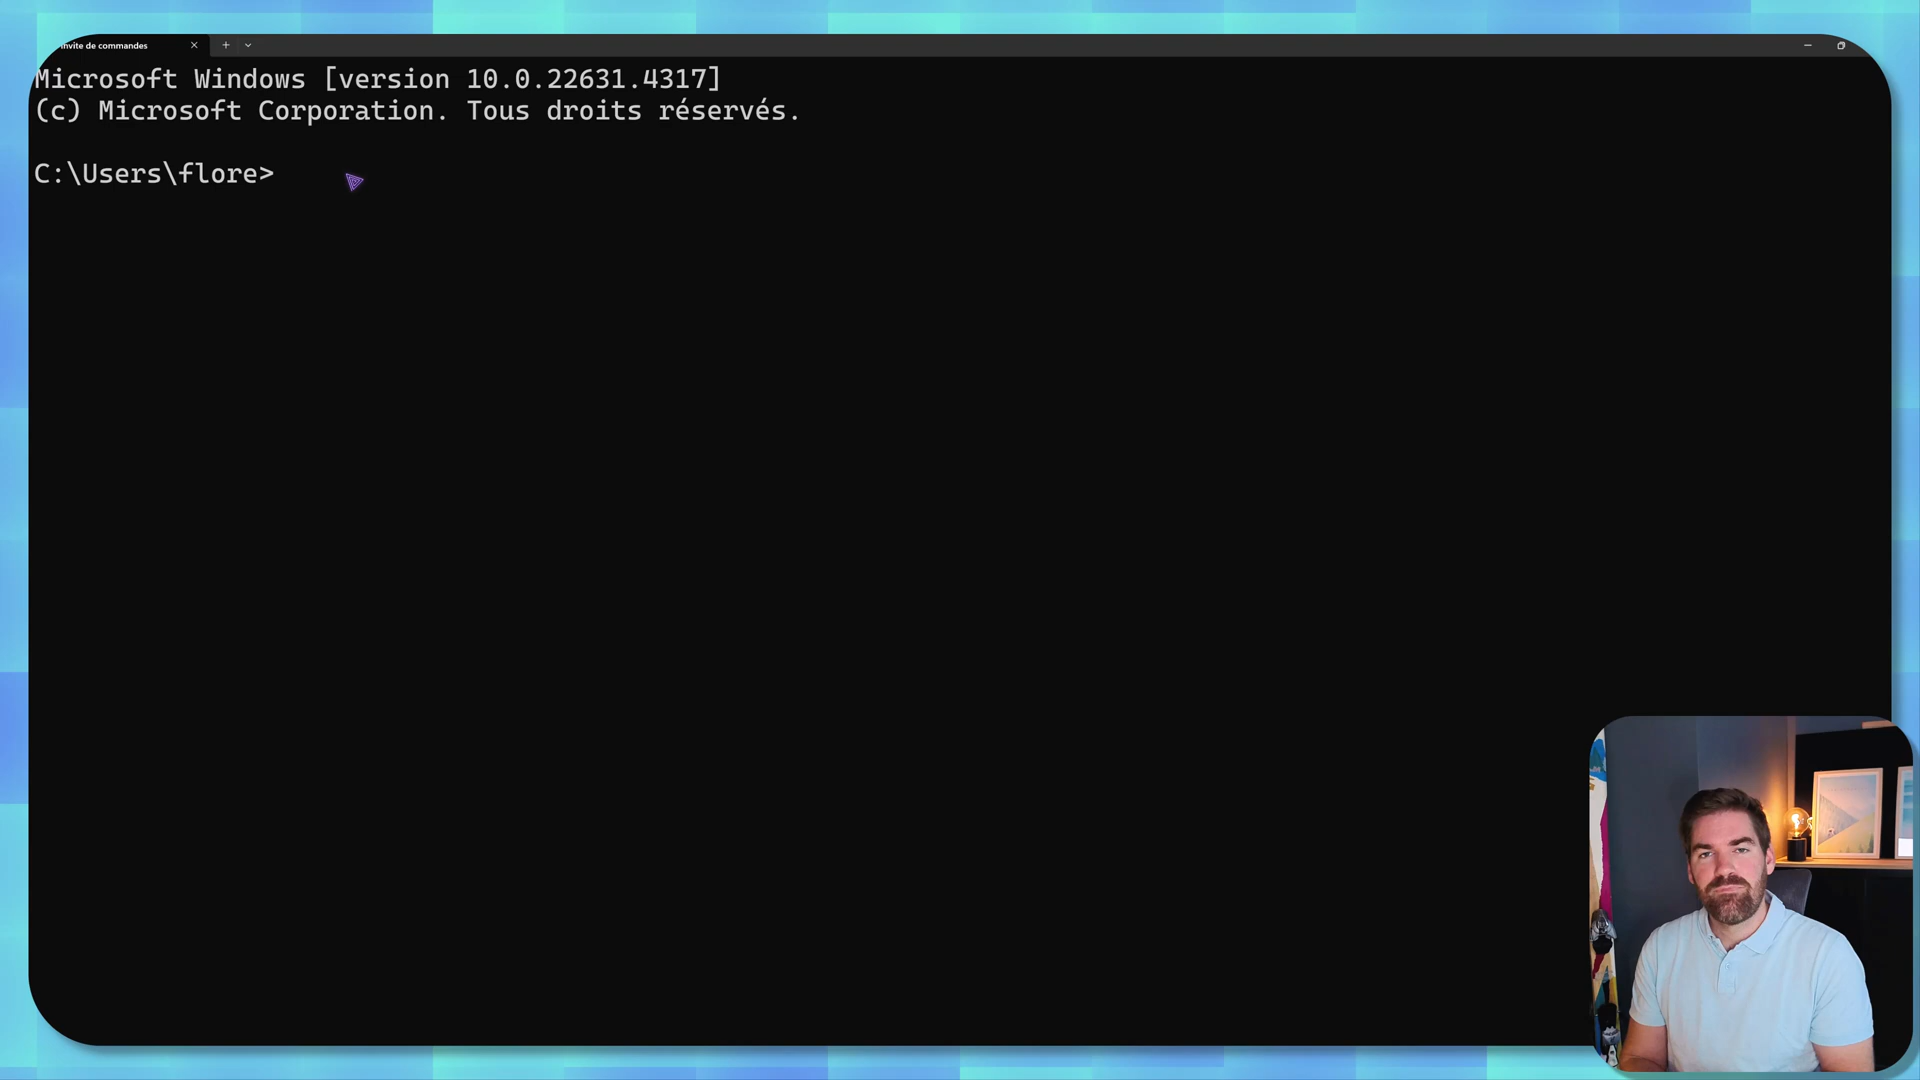 Invite de commandes
Microsoft Windows [version 10.0.22631.4317]
(c) Microsoft Corporation. Tous droits réservés.
C:\Users\flore>